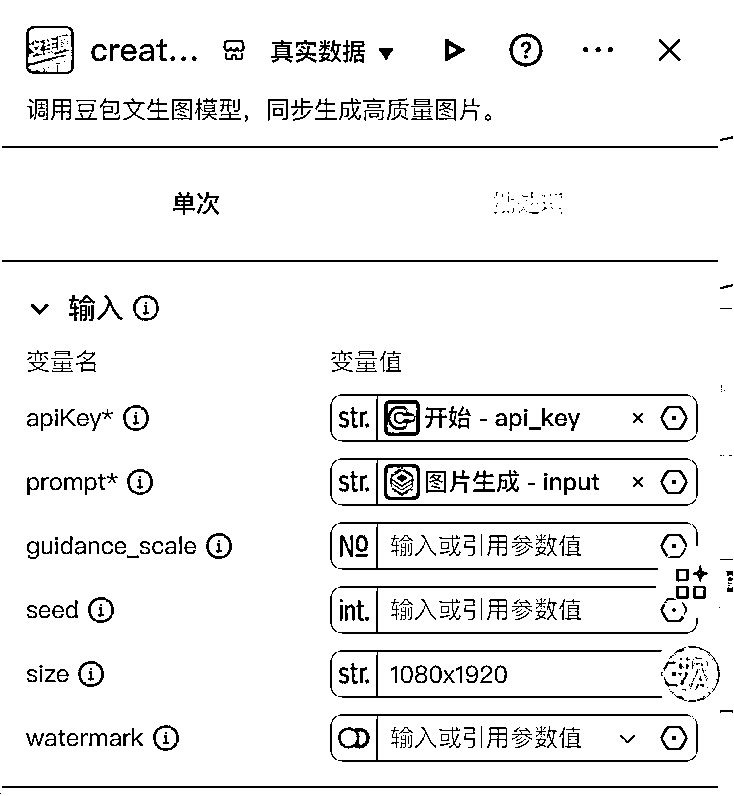 creat... 真实数据
调用豆包文生图模型，同步生成高质量图片。
单次 批处理
输入
变量名 变量值
apiKey* str. 开始 - api_key
prompt* str. 图片生成 - input
guidance_scale № 输入或引用参数值
seed int. 输入或引用参数值
size str. 1080x1920
watermark 输入或引用参数值